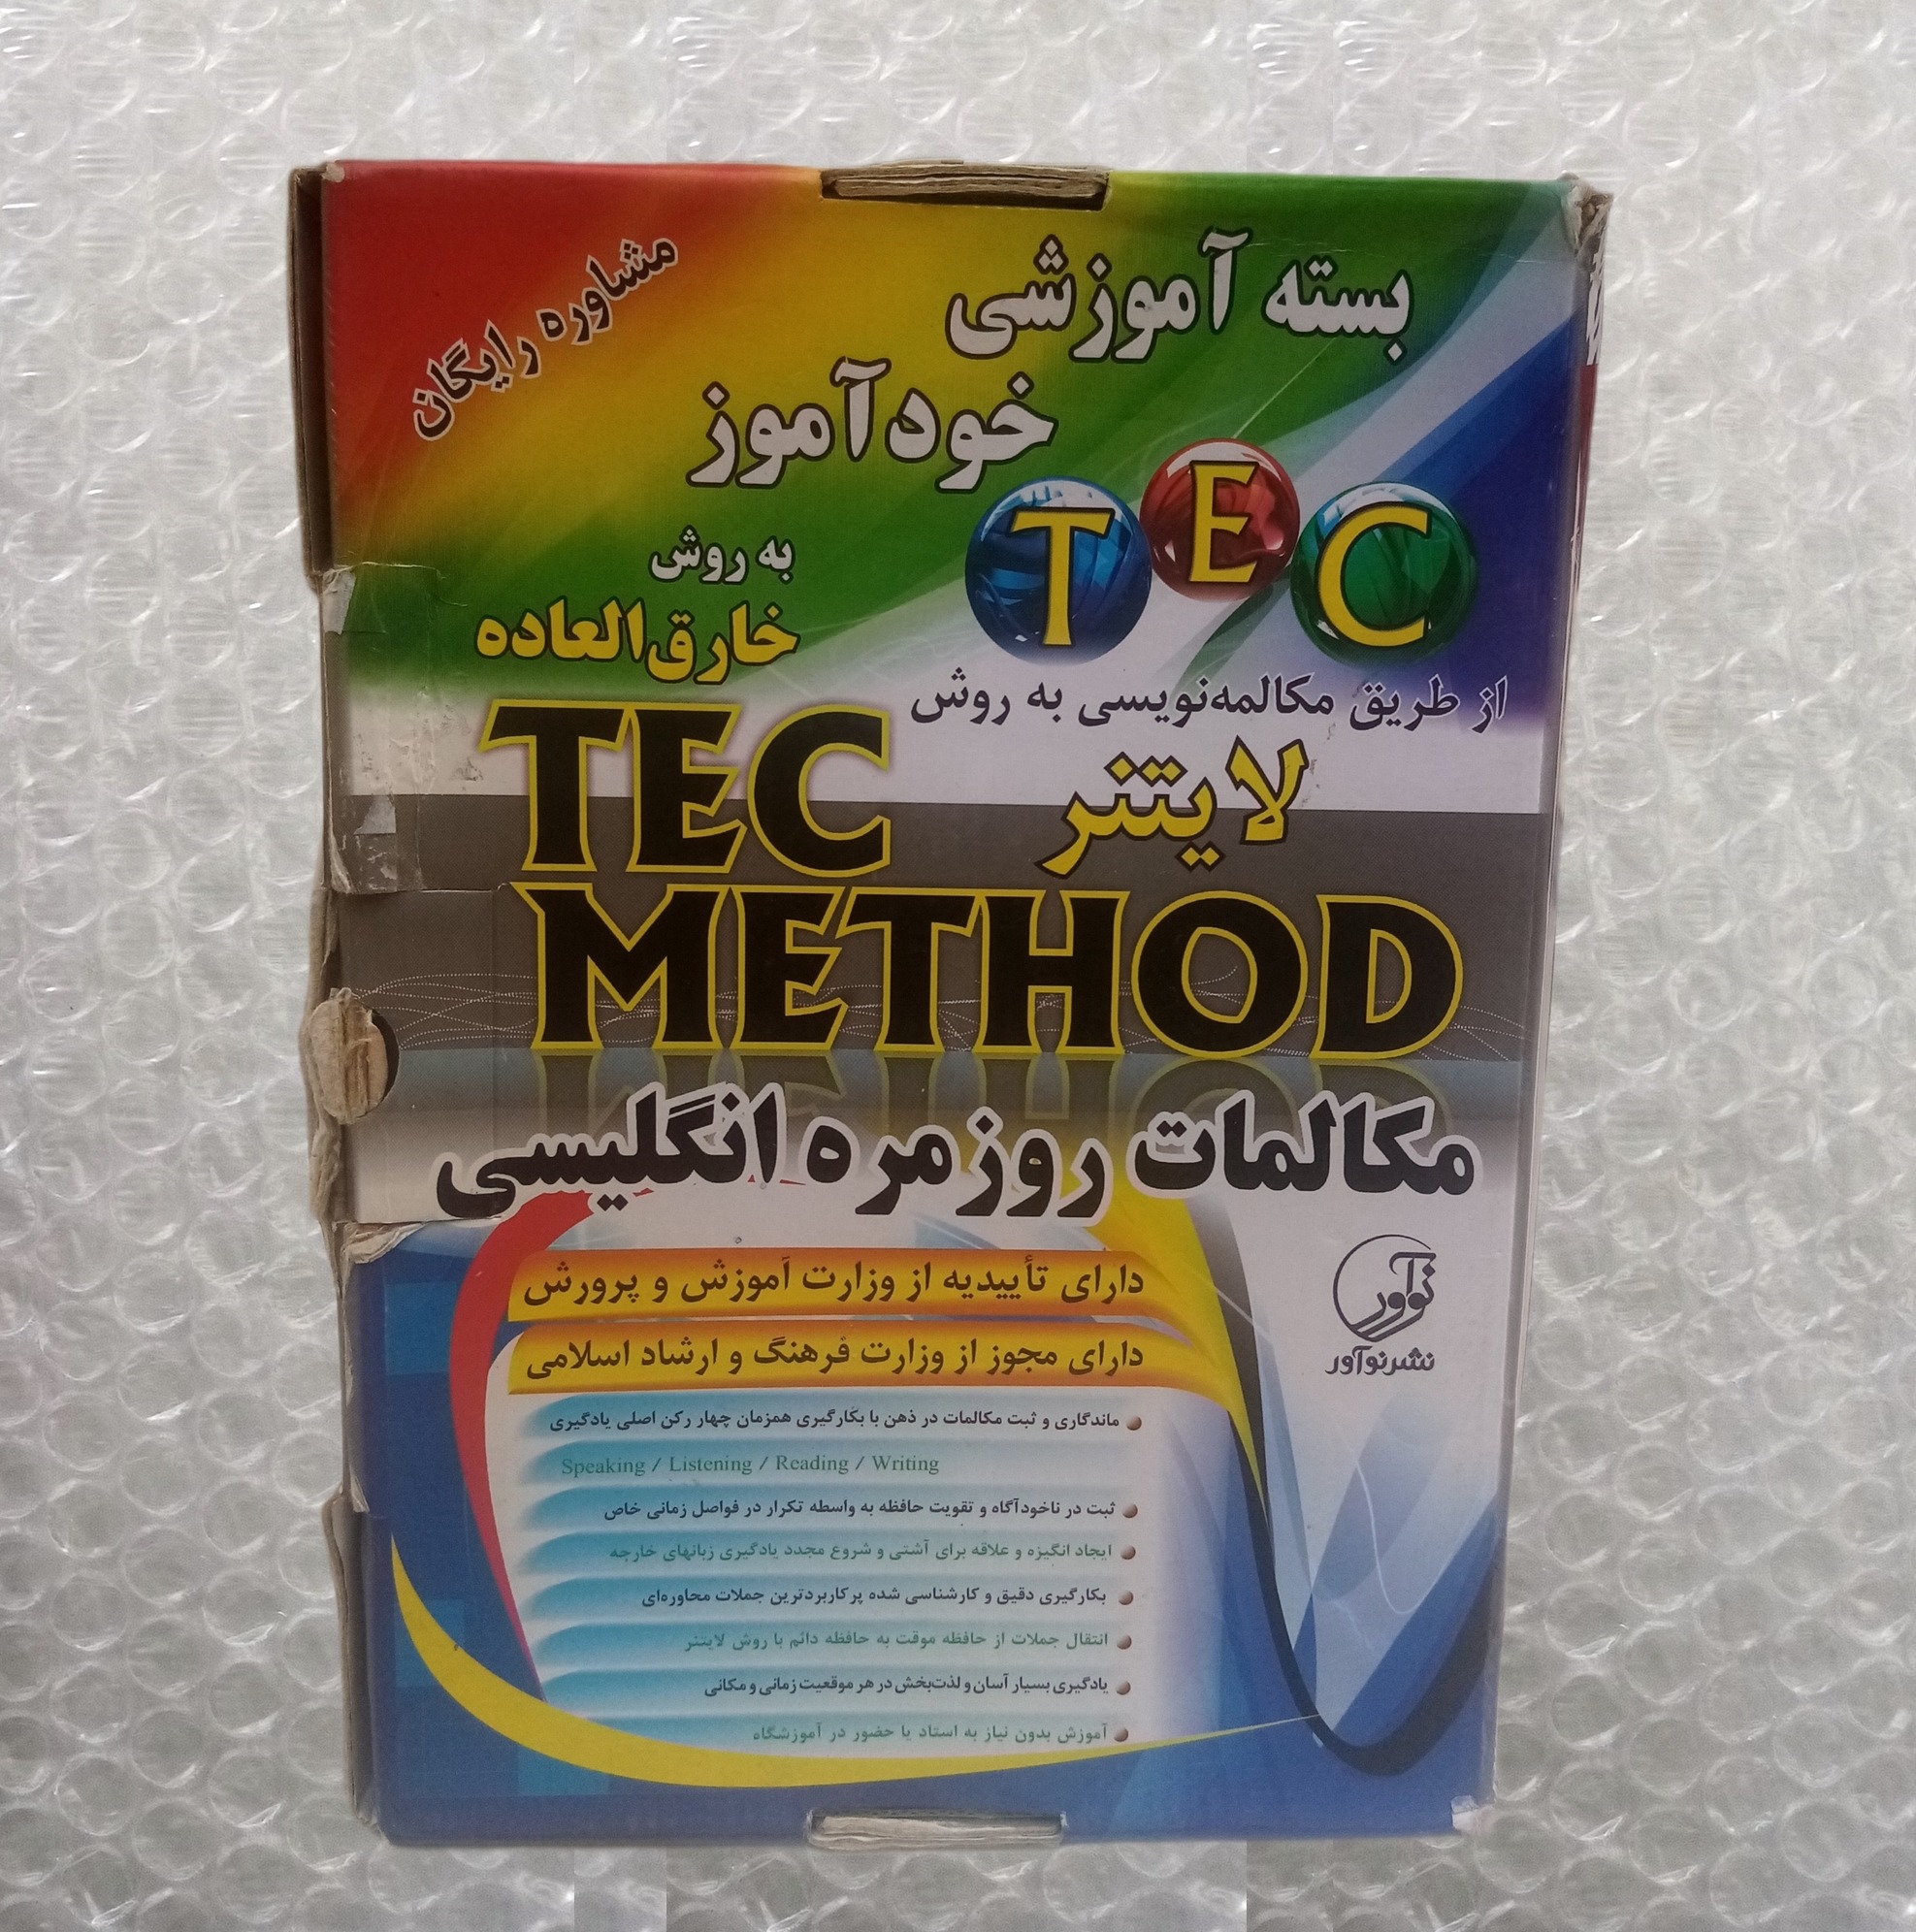 مشاوره رایگان
بسته آموزشی
خودآموز
TEC
به روش
خارق‌العاده
از طریق مکالمه‌نویسی به روش
لایتنر
TEC
METHOD
مکالمات روزمره انگلیسی
دارای تأییدیه از وزارت آموزش و پرورش
دارای مجوز از وزارت فرهنگ و ارشاد اسلامی
نوآور
نشرنوآور
ماندگاری و ثبت مکالمات در ذهن با بکارگیری همزمان چهار رکن اصلی یادگیری
Speaking / Listening / Reading / Writing
ثبت در ناخودآگاه و تقویت حافظه به واسطه تکرار در فواصل زمانی خاص
ایجاد انگیزه و علاقه برای آشتی و شروع مجدد یادگیری زبانهای خارجه
بکارگیری دقیق و کارشناسی شده پرکاربردترین جملات محاوره‌ای
انتقال جملات از حافظه موقت به حافظه دائم با روش لایتنر
یادگیری بسیار آسان و لذت‌بخش در هر موقعیت زمانی و مکانی
آموزش بدون نیاز به استاد یا حضور در آموزشگاه